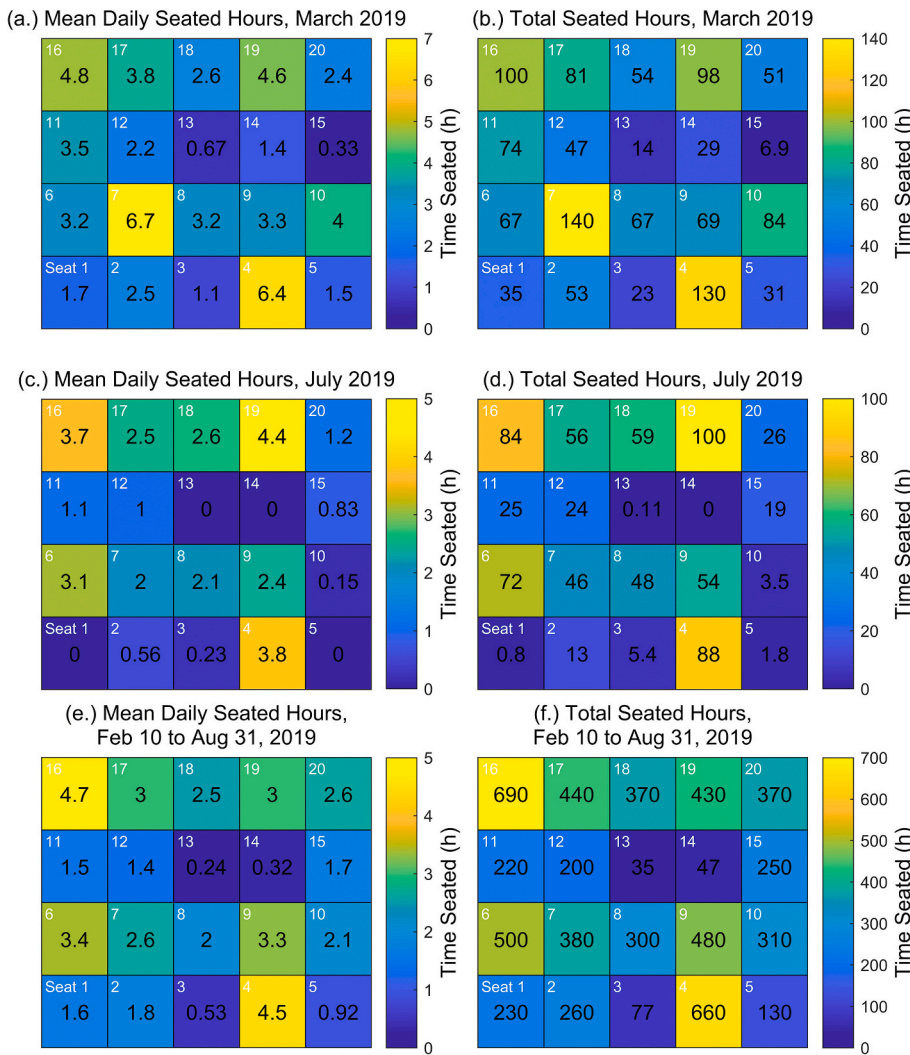 (a.) Mean Daily Seated Hours, March 2019
16 17 18 19 20
4.8 3.8 2.6 4.6 2.4
11 12 13 14 15
3.5 2.2 0.67 1.4 0.33
6 7 8 9 10
3.2 6.7 3.2 3.3 4
Seat 1 2 3 4 5
1.7 2.5 1.1 6.4 1.5
7
6
5
4
3
2
1
0
Time Seated (h)
(b.) Total Seated Hours, March 2019
16 17 18 19 20
100 81 54 98 51
11 12 13 14 15
74 47 14 29 6.9
6 7 8 9 10
67 140 67 69 84
Seat 1 2 3 4 5
35 53 23 130 31
140
120
100
80
60
40
20
0
Time Seated (h)
(c.) Mean Daily Seated Hours, July 2019
16 17 18 19 20
3.7 2.5 2.6 4.4 1.2
11 12 13 14 15
1.1 1 0 0 0.83
6 7 8 9 10
3.1 2 2.1 2.4 0.15
Seat 1 2 3 4 5
0 0.56 0.23 3.8 0
5
4
3
2
1
0
Time Seated (h)
(d.) Total Seated Hours, July 2019
16 17 18 19 20
84 56 59 100 26
11 12 13 14 15
25 24 0.11 0 19
6 7 8 9 10
72 46 48 54 3.5
Seat 1 2 3 4 5
0.8 13 5.4 88 1.8
100
80
60
40
20
0
Time Seated (h)
(e.) Mean Daily Seated Hours,
Feb 10 to Aug 31, 2019
16 17 18 19 20
4.7 3 2.5 3 2.6
11 12 13 14 15
1.5 1.4 0.24 0.32 1.7
6 7 8 9 10
3.4 2.6 2 3.3 2.1
Seat 1 2 3 4 5
1.6 1.8 0.53 4.5 0.92
5
4
3
2
1
0
Time Seated (h)
(f.) Total Seated Hours,
Feb 10 to Aug 31, 2019
16 17 18 19 20
690 440 370 430 370
11 12 13 14 15
220 200 35 47 250
6 7 8 9 10
500 380 300 480 310
Seat 1 2 3 4 5
230 260 77 660 130
700
600
500
400
300
200
100
0
Time Seated (h)